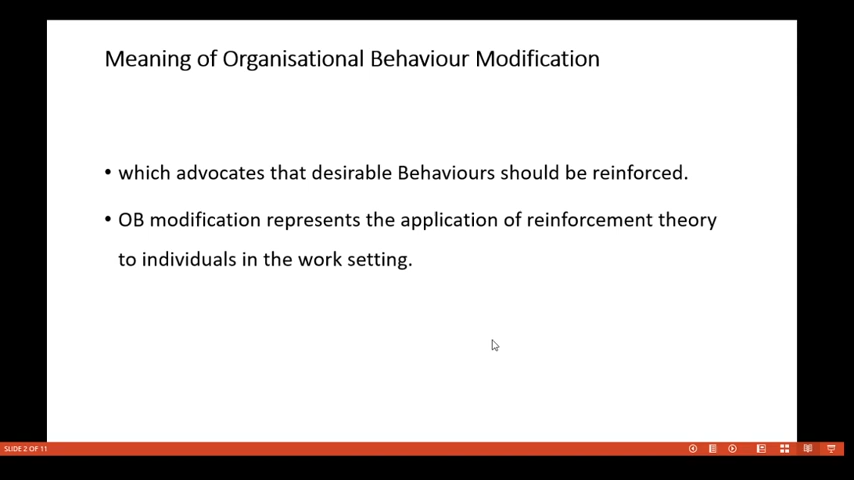 Meaning of Organisational Behaviour Modification
• which advocates that desirable Behaviours should be reinforced.
• OB modification represents the application of reinforcement theory
to individuals in the work setting.
SLIDE 2 OF 11